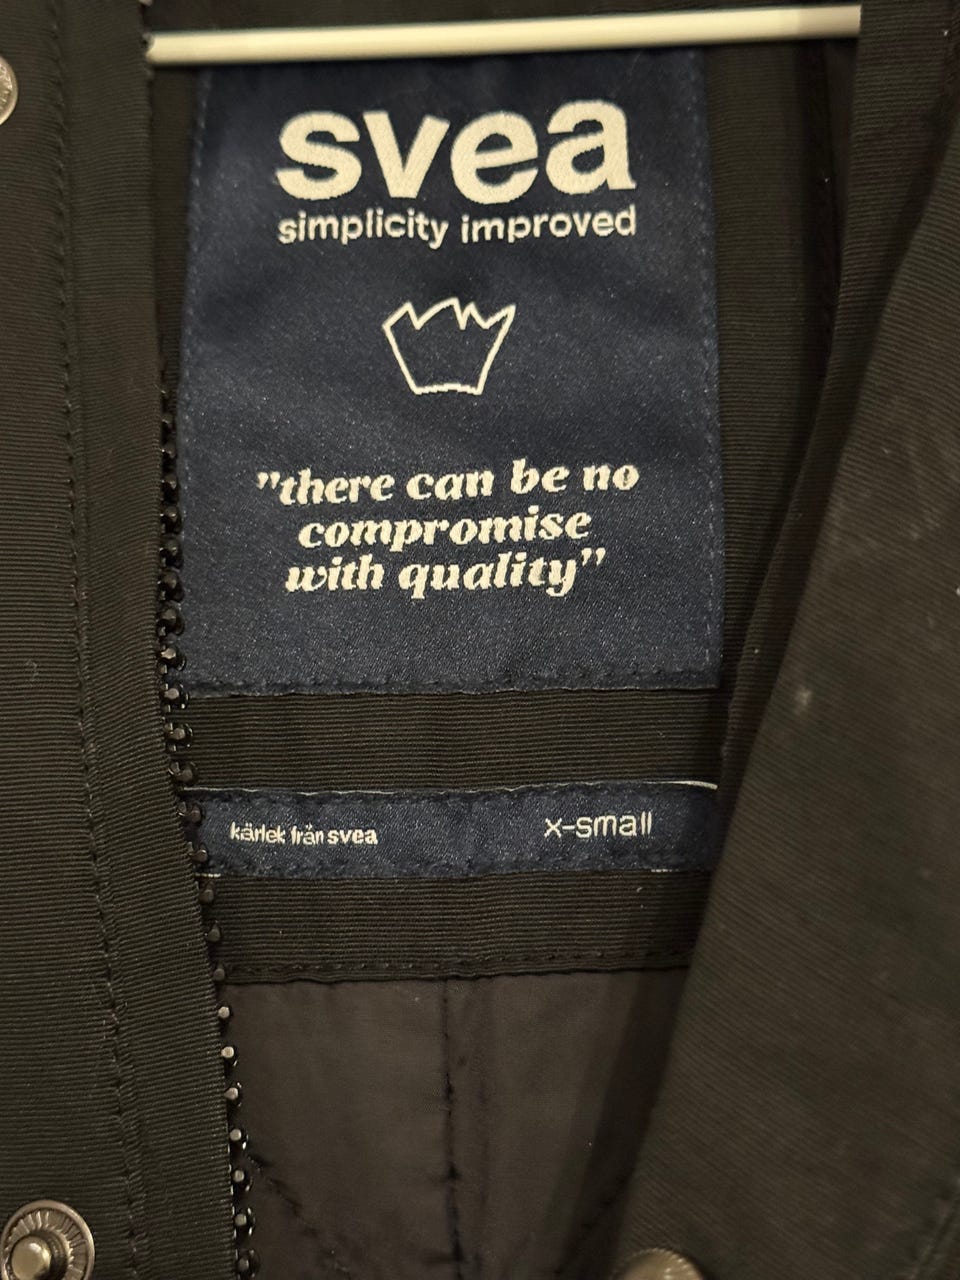 svea
simplicity improved
"there can be no
compromise
with quality"
kärlek från svea
x-small